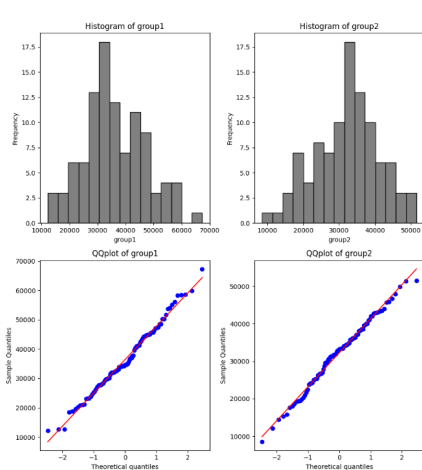 Histogram of group1
Histogram of group2
Frequency
17.5
15.0
12.5
10.0
7.5
5.0
2.5
0.0
10000 20000 30000 40000 50000 60000 70000
group1
Frequency
17.5
15.0
12.5
10.0
7.5
5.0
2.5
0.0
10000 20000 30000 40000 50000
group2
QQplot of group1
QQplot of group2
Sample Quantiles
70000
60000
50000
40000
30000
20000
10000
−2 −1 0 1 2
Theoretical quantiles
Sample Quantiles
50000
40000
30000
20000
10000
−2 −1 0 1 2
Theoretical quantiles